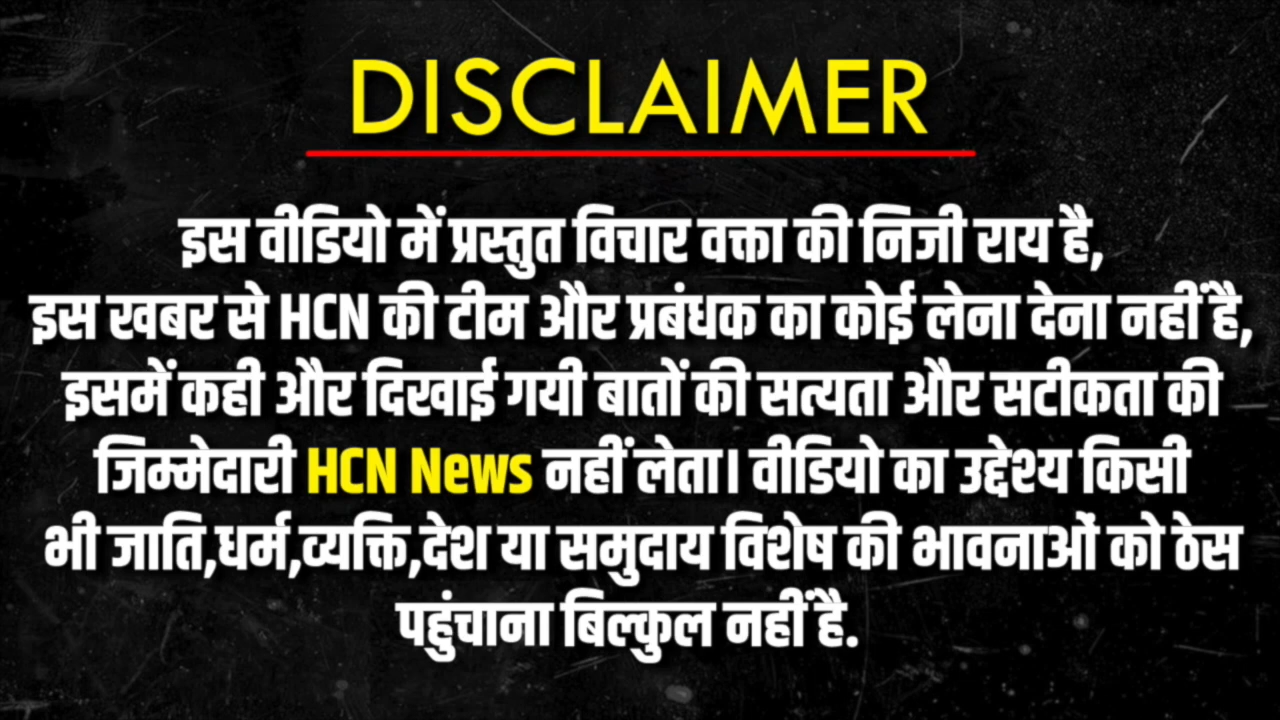 DISCLAIMER
इस वीडियो में प्रस्तुत विचार वक्ता की निजी राय है,
इस खबर से HCN की टीम और प्रबंधक का कोई लेना देना नहीं है,
इसमें कही और दिखाई गयी बातों की सत्यता और सटीकता की
जिम्मेदारी HCN News नहीं लेता। वीडियो का उद्देश्य किसी
भी जाति,धर्म,व्यक्ति,देश या समुदाय विशेष की भावनाओं को ठेस
पहुंचाना बिल्कुल नहीं है.